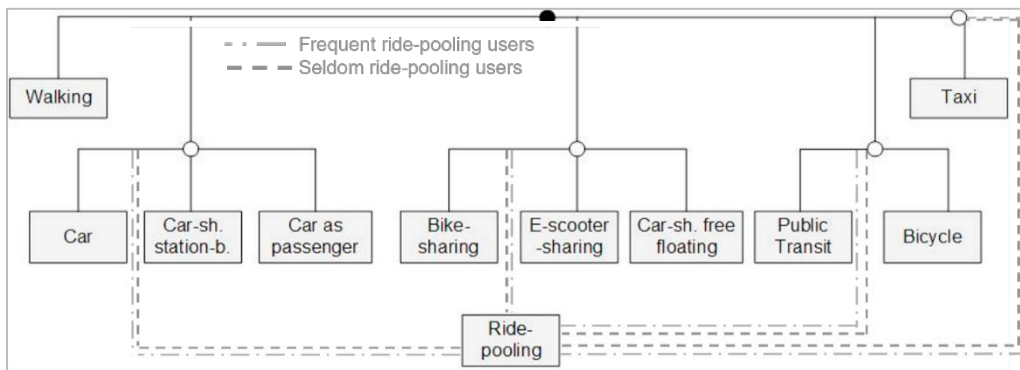 Frequent ride-pooling users
Seldom ride-pooling users
Walking
Taxi
Car
Car-sh.
station-b.
Car as
passenger
Bike-
sharing
E-scooter
-sharing
Car-sh. free
floating
Public
Transit
Bicycle
Ride-
pooling